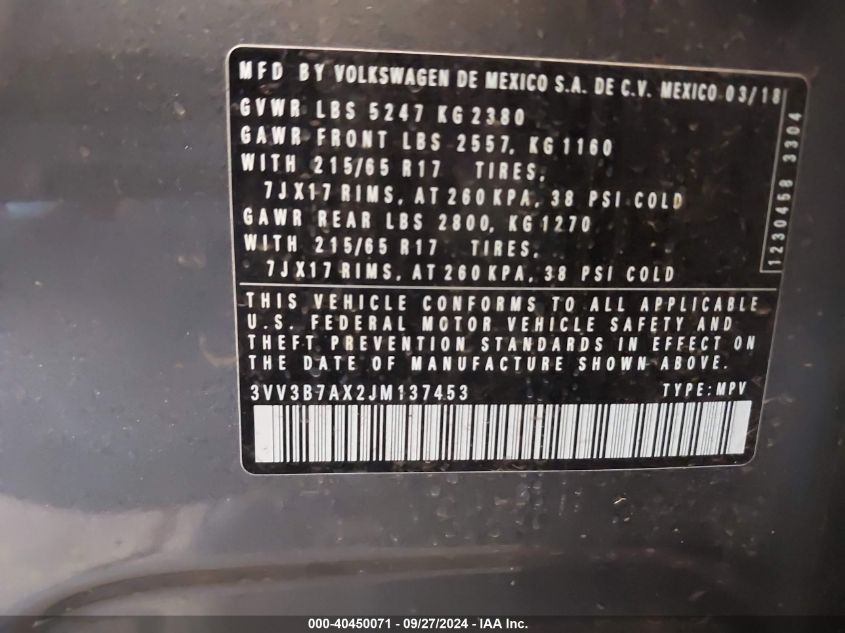 MFD BY VOLKSWAGEN DE MEXICO S.A. DE C.V. MEXICO 03/18
GVWR LBS 5247 KG 2380
GAWR FRONT LBS 2557, KG 1160
WITH 215/65 R17 TIRES,
7JX17 RIMS, AT 260 KPA, 38 PSI COLD
GAWR REAR LBS 2800, KG 1270
WITH 215/65 R17 TIRES,
7JX17 RIMS, AT 260 KPA, 38 PSI COLD
1230458 3304
THIS VEHICLE CONFORMS TO ALL APPLICABLE
U.S. FEDERAL MOTOR VEHICLE SAFETY AND
THEFT PREVENTION STANDARDS IN EFFECT ON
THE DATE OF MANUFACTURE SHOWN ABOVE.
3VV3B7AX2JM137453 TYPE: MPV
000-40450071 - 09/27/2024 - IAA Inc.